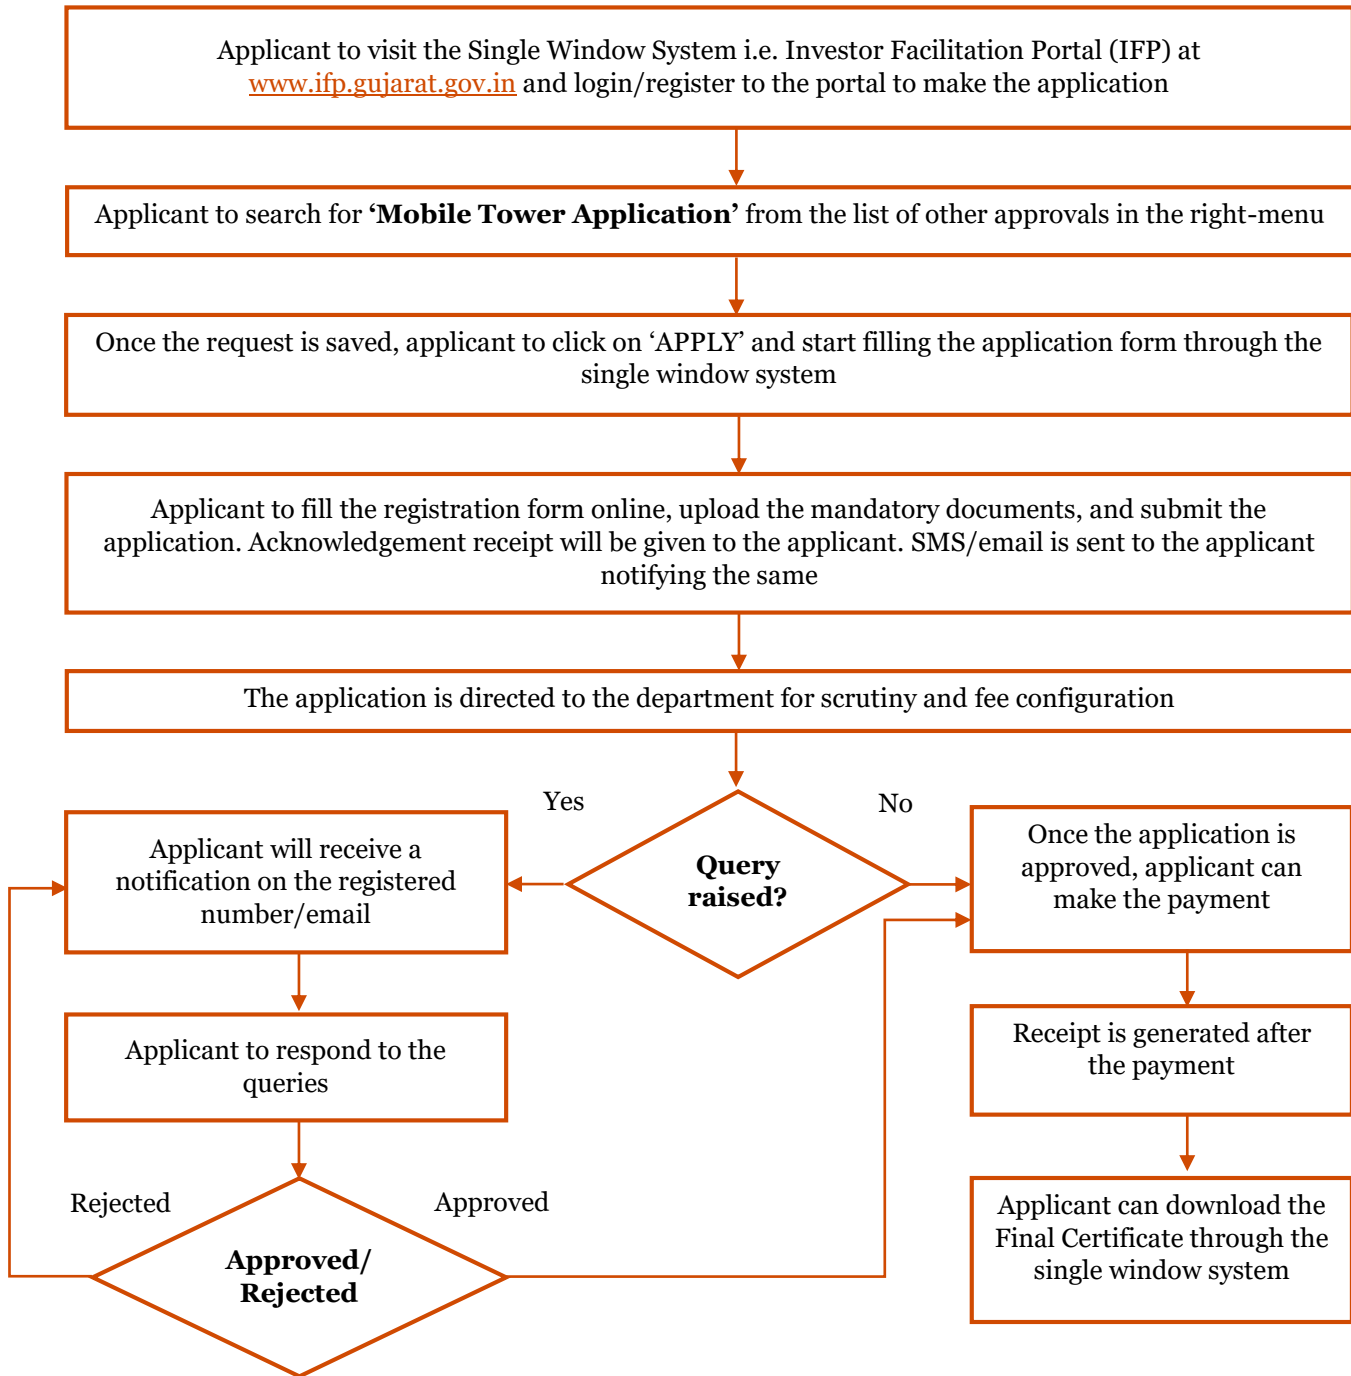 Applicant to visit the Single Window System i.e. Investor Facilitation Portal (IFP) at
www.ifp.gujarat.gov.in and login/register to the portal to make the application
Applicant to search for ‘Mobile Tower Application’ from the list of other approvals in the right-menu
Once the request is saved, applicant to click on ‘APPLY’ and start filling the application form through the
single window system
Applicant to fill the registration form online, upload the mandatory documents, and submit the
application. Acknowledgement receipt will be given to the applicant. SMS/email is sent to the applicant
notifying the same
The application is directed to the department for scrutiny and fee configuration
Yes
No
Query
raised?
Applicant will receive a
notification on the registered
number/email
Once the application is
approved, applicant can
make the payment
Applicant to respond to the
queries
Receipt is generated after
the payment
Rejected
Approved
Approved/
Rejected
Applicant can download the
Final Certificate through the
single window system